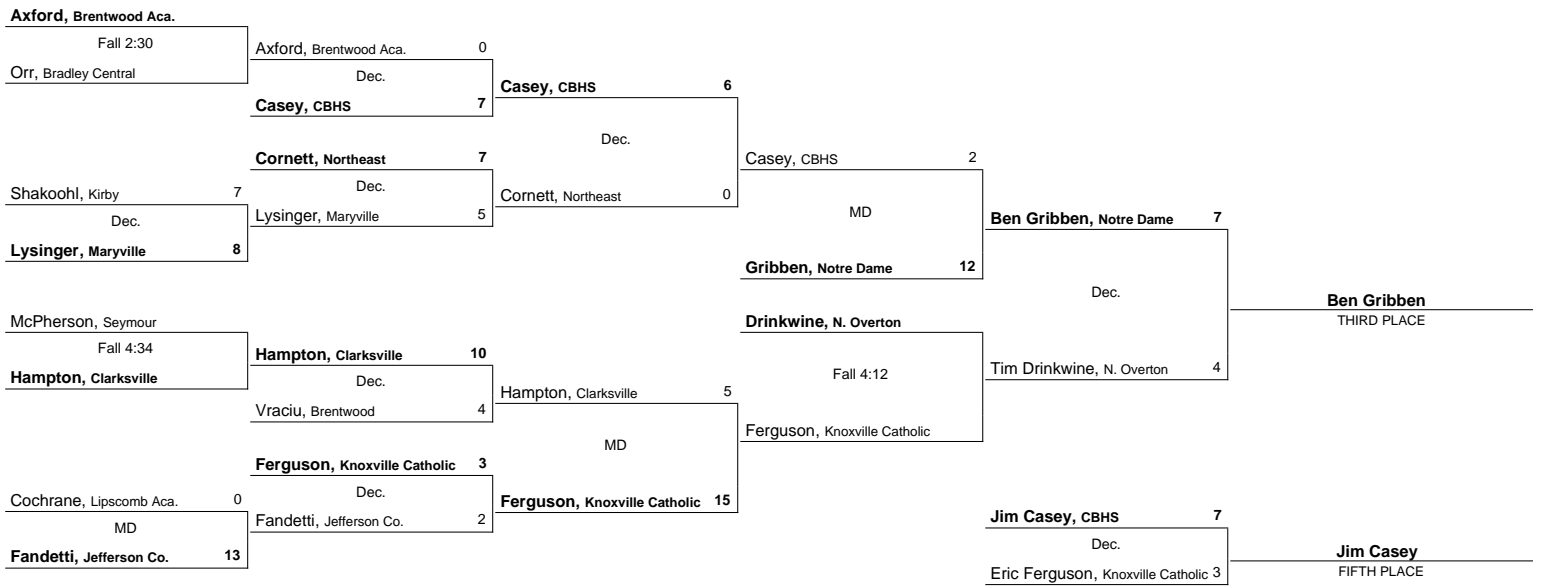 Axford, Brentwood Aca.
Fall 2:30
Orr, Bradley Central
Axford, Brentwood Aca. 0
Dec.
Casey, CBHS 7
Casey, CBHS 6
Dec.
Cornett, Northeast 0
Cornett, Northeast 7
Dec.
Lysinger, Maryville 5
Shakoohl, Kirby 7
Dec.
Lysinger, Maryville 8
Casey, CBHS 2
MD
Gribben, Notre Dame 12
Ben Gribben, Notre Dame 7
Dec.
Tim Drinkwine, N. Overton 4
Ben Gribben
THIRD PLACE
McPherson, Seymour
Fall 4:34
Hampton, Clarksville
Hampton, Clarksville 10
Dec.
Vraciu, Brentwood 4
Hampton, Clarksville 5
MD
Ferguson, Knoxville Catholic 15
Drinkwine, N. Overton
Fall 4:12
Ferguson, Knoxville Catholic
Ferguson, Knoxville Catholic 3
Dec.
Fandetti, Jefferson Co. 2
Cochrane, Lipscomb Aca. 0
MD
Fandetti, Jefferson Co. 13
Jim Casey, CBHS 7
Dec.
Eric Ferguson, Knoxville Catholic 3
Jim Casey
FIFTH PLACE